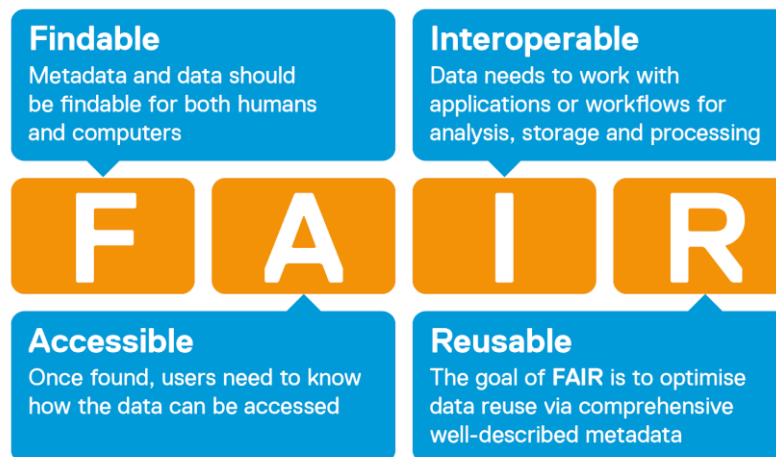 Findable
Metadata and data should
be findable for both humans
and computers
Interoperable
Data needs to work with
applications or workflows for
analysis, storage and processing
F A I R
Accessible
Once found, users need to know
how the data can be accessed
Reusable
The goal of FAIR is to optimise
data reuse via comprehensive
well-described metadata